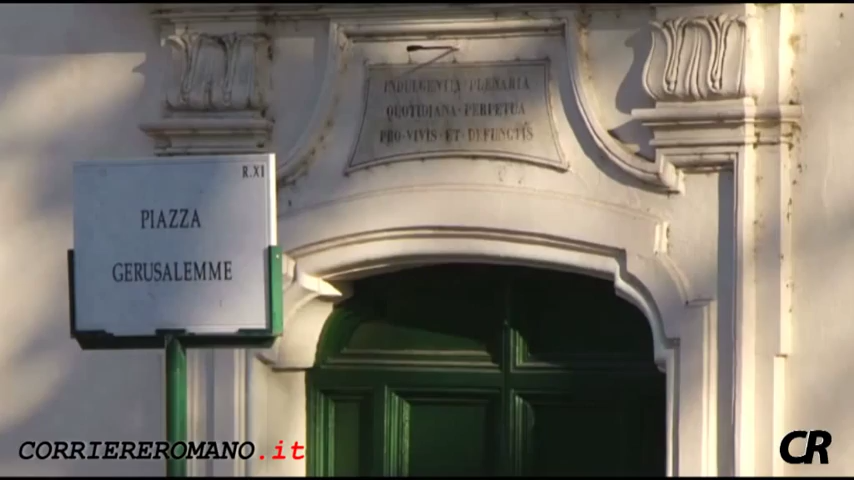 INDULGENTIA PLENARIA
QUOTIDIANA PERPETUA
PRO·VIVIS·ET·DEFUNCTIS
R.XI
PIAZZA
GERUSALEMME
CORRIEREROMANO.it
CR